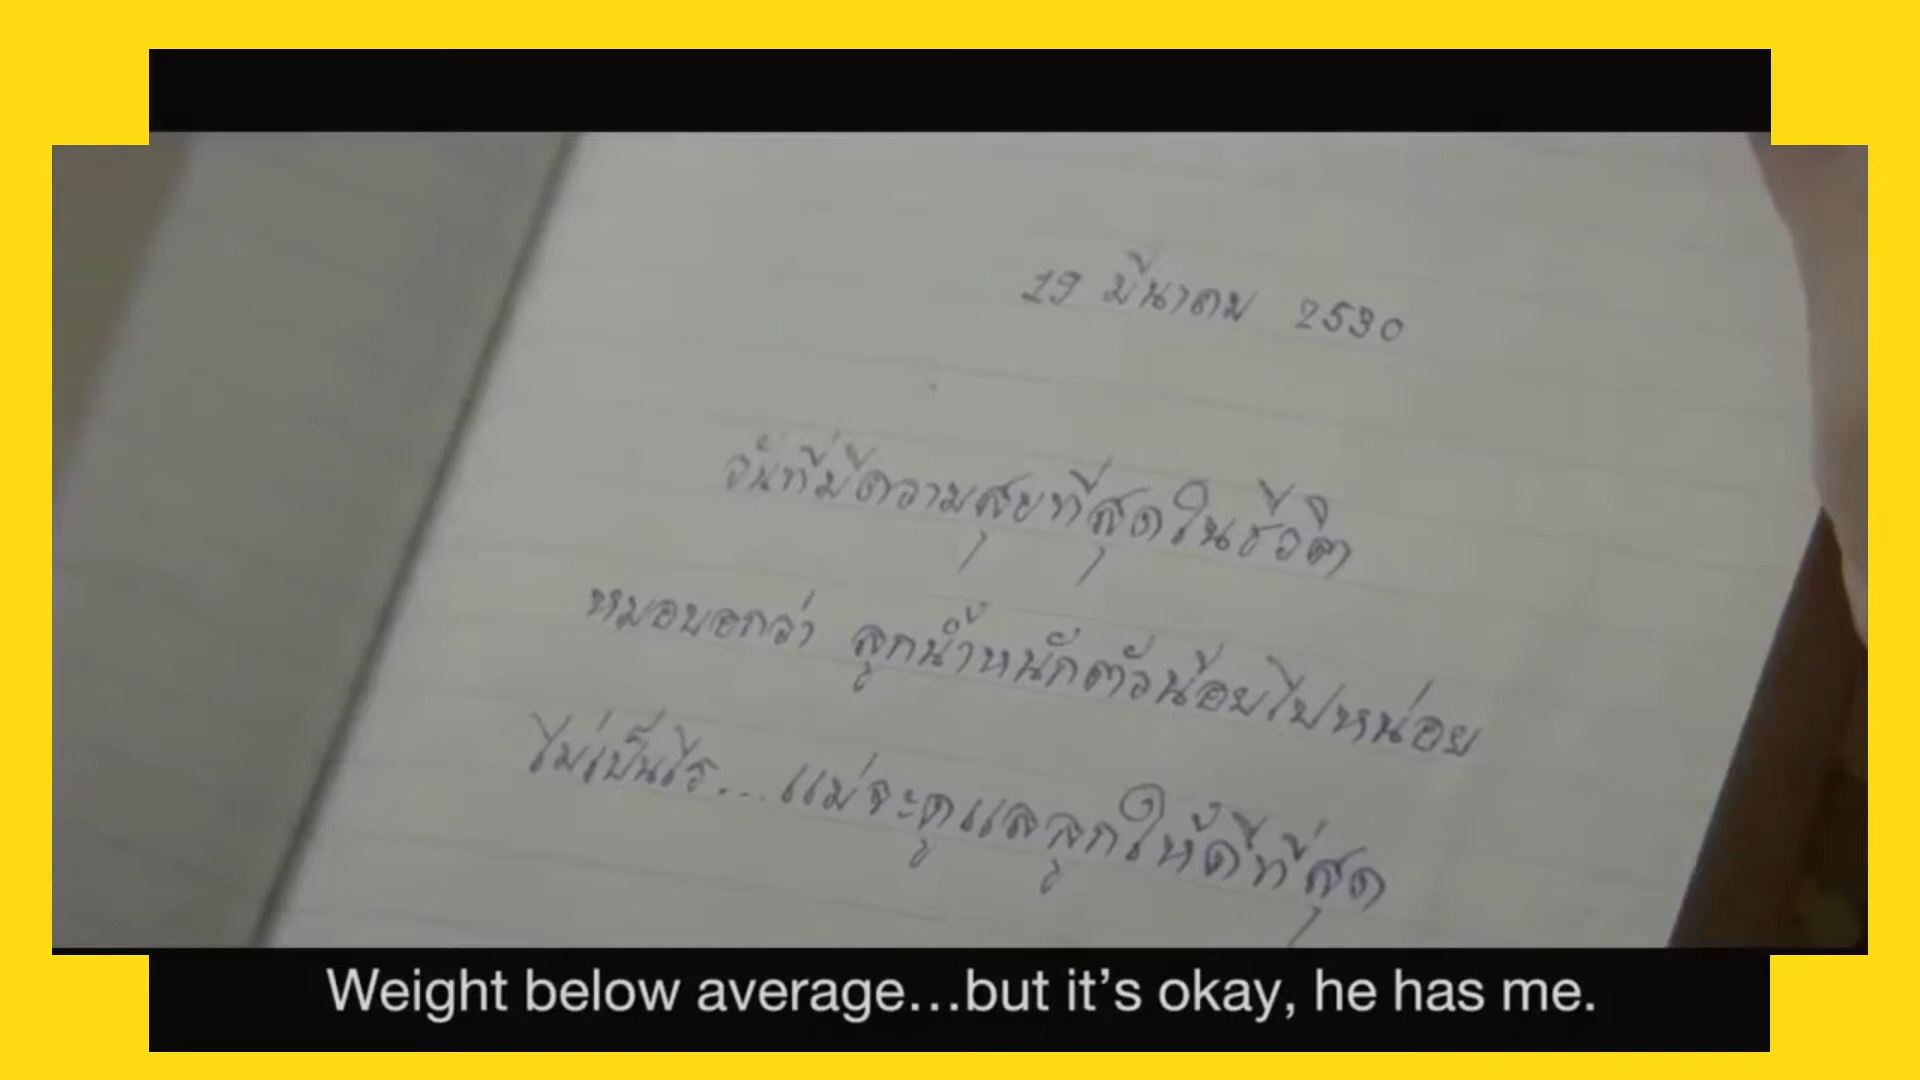 19 มีนาคม 2530
วันที่มีความสุขที่สุดในชีวิต
หมอบอกว่า ลูกน้ำหนักตัวน้อยไปหน่อย
ไม่เป็นไร...แม่จะดูแลลูกให้ดีที่สุด
Weight below average...but it's okay, he has me.